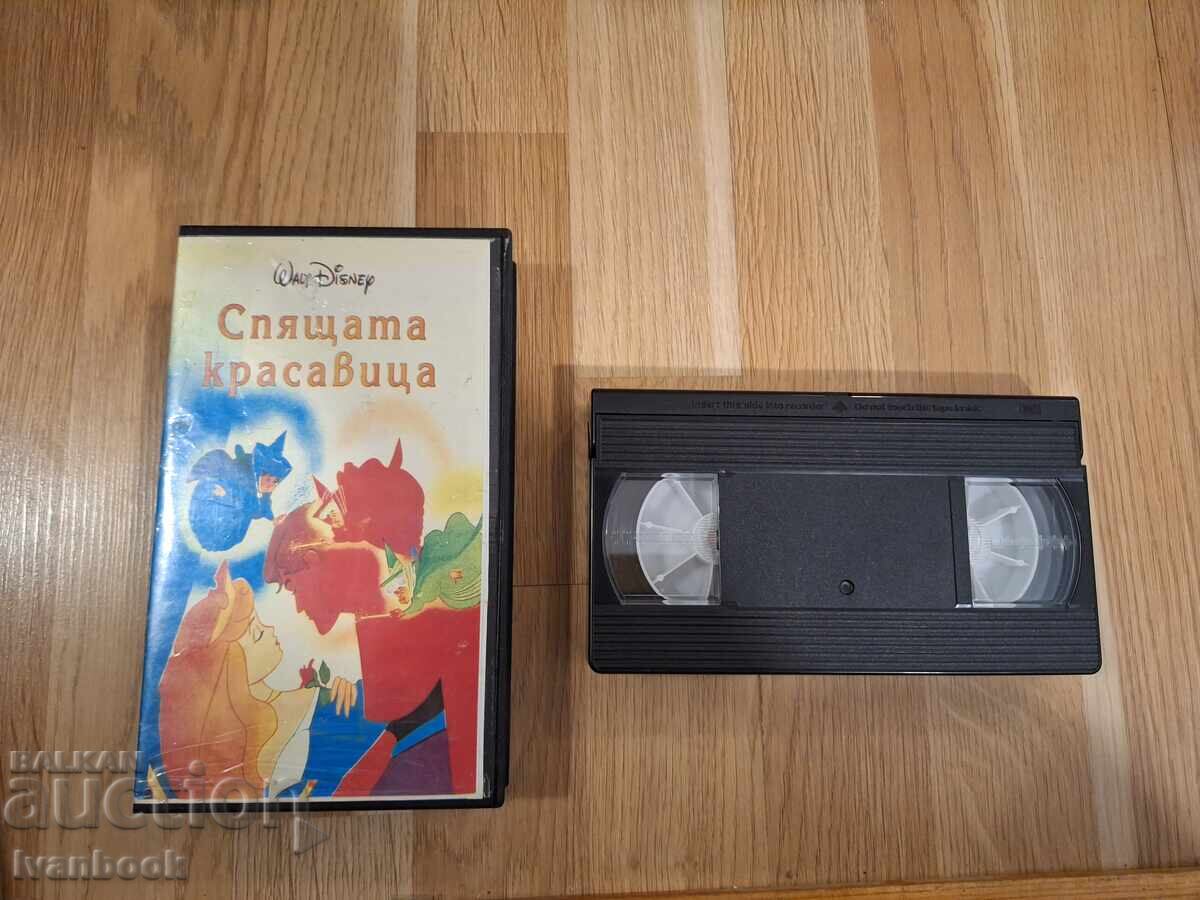 Walt Disney
Спящата
красавица
Insert this side into recorder Do not touch the tape inside
BALKAN
auction
Ivanbook